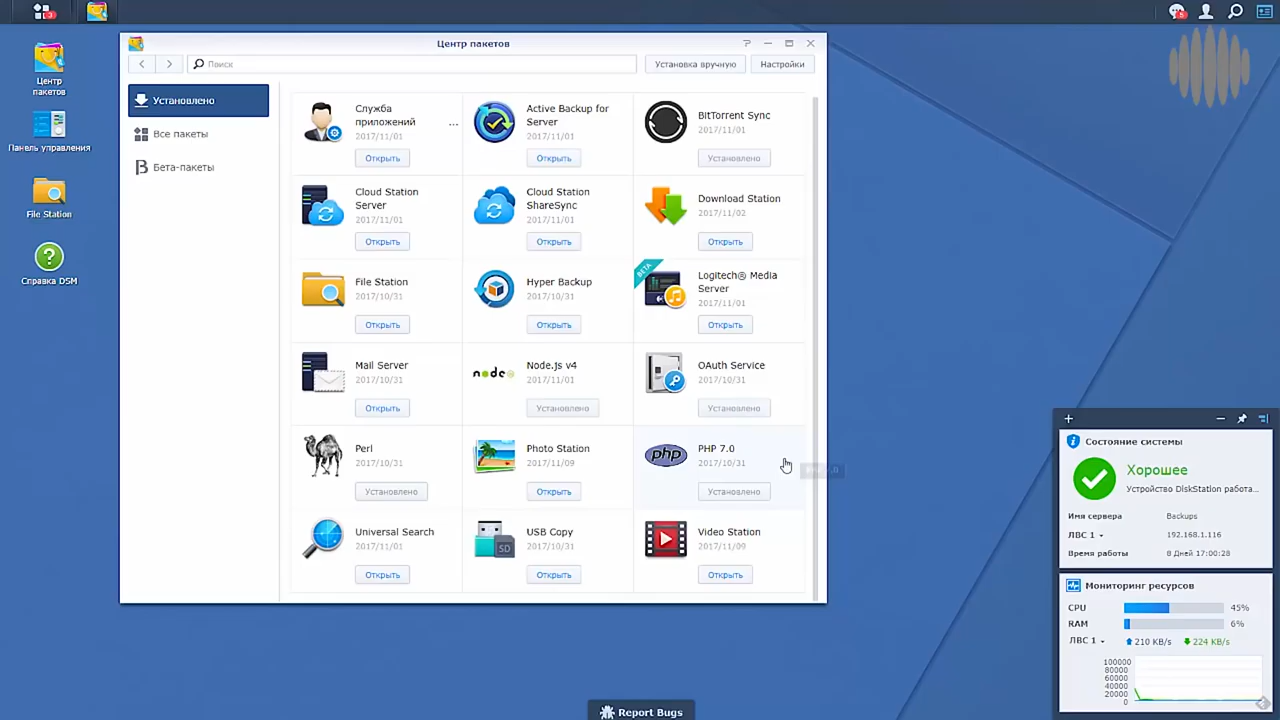 3
5
Центр пакетов
Центр
пакетов
Панель управления
File Station
Справка DSM
Поиск
Установка вручную
Настройки
Установлено
Все пакеты
Бета-пакеты
Служба
приложений
...
2017/11/01
Открыть
Active Backup for
Server
2017/11/01
Открыть
BitTorrent Sync
2017/11/01
Установлено
Cloud Station
Server
2017/11/01
Открыть
Cloud Station
ShareSync
2017/11/01
Открыть
Download Station
2017/11/02
Открыть
File Station
2017/10/31
Открыть
Hyper Backup
2017/10/31
Открыть
BETA
Logitech® Media
Server
2017/11/01
Открыть
Mail Server
2017/10/31
Открыть
node
Node.js v4
2017/11/01
Установлено
OAuth Service
2017/10/31
Установлено
Perl
2017/10/31
Установлено
Photo Station
2017/11/09
Открыть
php
PHP 7.0
2017/10/31
Установлено
Universal Search
2017/11/01
Открыть
SD
USB Copy
2017/10/31
Открыть
Video Station
2017/11/09
Открыть
Состояние системы
Хорошее
Устройство DiskStation работа...
Имя сервера Backups
ЛВС 1 192.168.1.116
Время работы 8 Дней 17:00:28
Мониторинг ресурсов
CPU 45%
RAM 6%
ЛВС 1 210 KB/s 224 KB/s
100000
80000
60000
40000
20000
0
Report Bugs